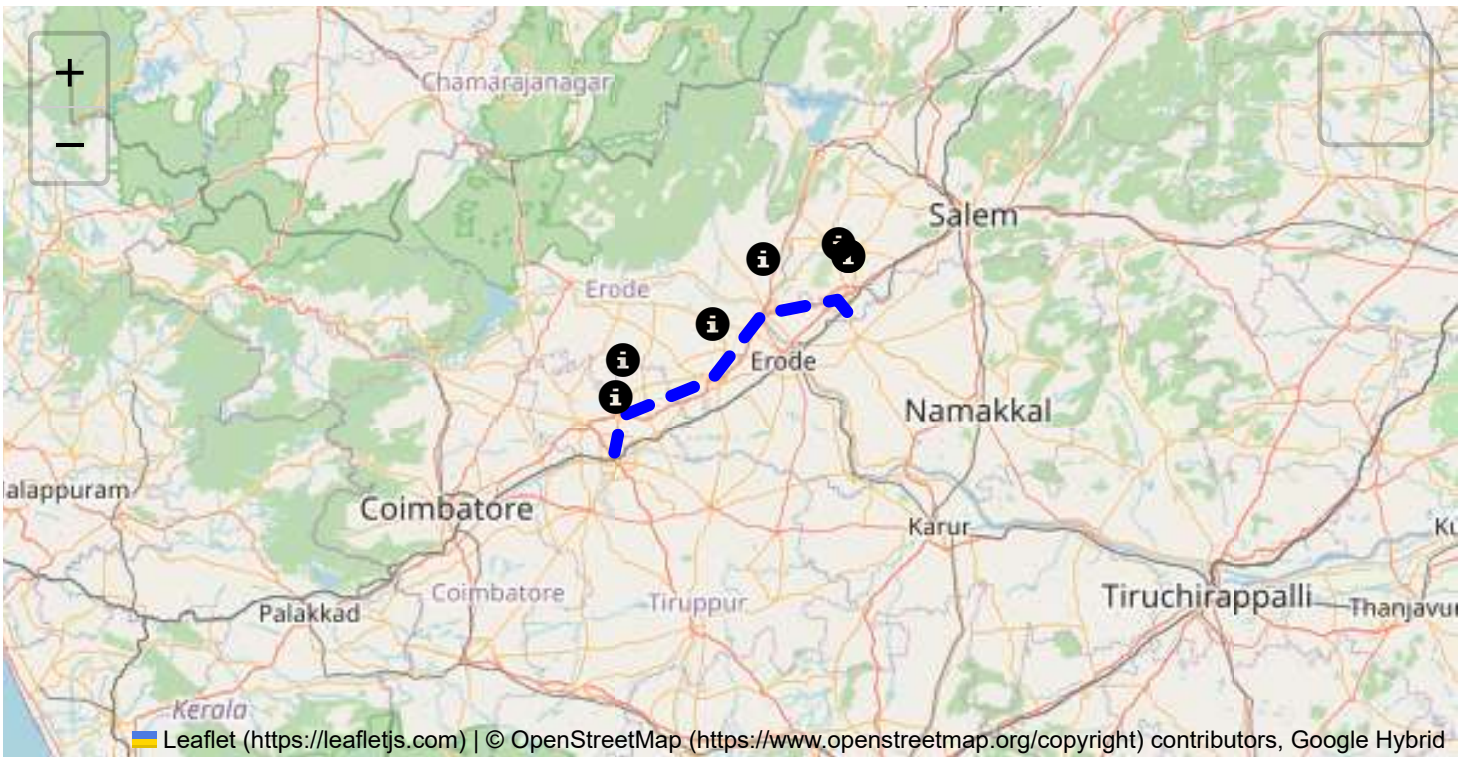 +
−
Chamarajanagar
Salem
Erode
Erode
Namakkal
alappuram
Coimbatore
Karur
Coimbatore
Tiruppur
Tiruchirappalli
Thanjavur
Palakkad
Kerala
Leaflet (https://leafletjs.com) | © OpenStreetMap (https://www.openstreetmap.org/copyright) contributors, Google Hybrid